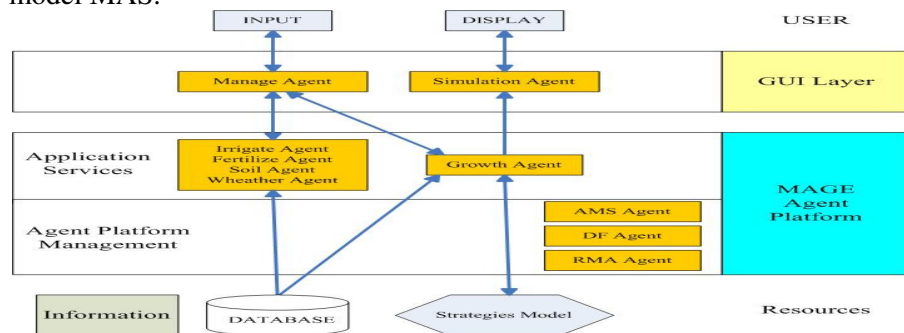 model MAS.
INPUT DISPLAY USER
Manage Agent Simulation Agent GUI Layer
Application
Services
Irrigate Agent
Fertilize Agent
Soil Agent
Wheather Agent
Growth Agent
MAGE
Agent
Platform
Agent Platform
Management
AMS Agent
DF Agent
RMA Agent
Information DATABASE Strategies Model Resources